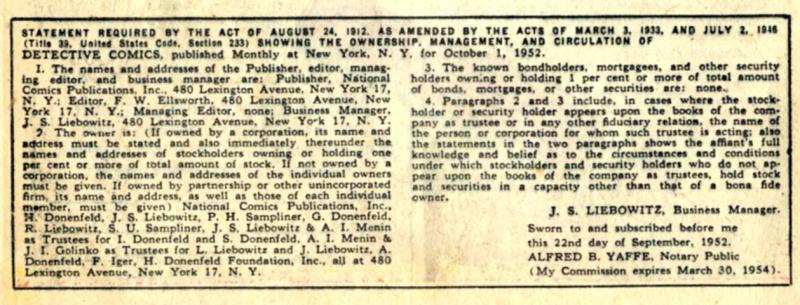 STATEMENT REQUIRED BY THE ACT OF AUGUST 24, 1912, AS AMENDED BY THE ACTS OF MARCH 3, 1933, AND JULY 2, 1946
(Title 39, United States Code, Section 233) SHOWING THE OWNERSHIP, MANAGEMENT, AND CIRCULATION OF
DETECTIVE COMICS, published Monthly at New York, N. Y. for October 1, 1952.
1. The names and addresses of the Publisher, editor, manag-
ing editor, and business manager are: Publisher, National
Comics Publications, Inc., 480 Lexington Avenue, New York 17,
N. Y.; Editor, F. W. Ellsworth, 480 Lexington Avenue, New
York 17, N. Y.; Managing Editor, none; Business Manager,
J. S. Liebowitz, 480 Lexington Avenue, New York 17, N. Y.
2. The owner is: (If owned by a corporation, its name and
address must be stated and also immediately thereunder the
names and addresses of stockholders owning or holding one
per cent or more of total amount of stock. If not owned by a
corporation, the names and addresses of the individual owners
must be given. If owned by partnership or other unincorporated
firm, its name and address, as well as those of each individual
member, must be given) National Comics Publications, Inc.,
H. Donenfeld, J. S. Liebowitz, P. H. Sampliner, G. Donenfeld,
R. Liebowitz, S. U. Sampliner, J. S. Liebowitz & A. I. Menin
as Trustees for I. Donenfeld and S. Donenfeld, A. I. Menin &
J. I. Golinko as Trustees for L. Liebowitz and J. Liebowitz, A.
Donenfeld, F. Iger, H. Donenfeld Foundation, Inc., all at 480
Lexington Avenue, New York 17, N. Y.
3. The known bondholders, mortgagees, and other security
holders owning or holding 1 per cent or more of total amount
of bonds, mortgages, or other securities are: none.
4. Paragraphs 2 and 3 include, in cases where the stock-
holder or security holder appears upon the books of the com-
pany as trustee or in any other fiduciary relation, the name of
the person or corporation for whom such trustee is acting; also
the statements in the two paragraphs shows the affiant's full
knowledge and belief as to the circumstances and conditions
under which stockholders and security holders who do not ap-
pear upon the books of the company as trustees, hold stock
and securities in a capacity other than that of a bona fide
owner.
J. S. LIEBOWITZ, Business Manager.
Sworn to and subscribed before me
this 22nd day of September, 1952.
ALFRED B. YAFFE, Notary Public
(My Commission expires March 30, 1954).